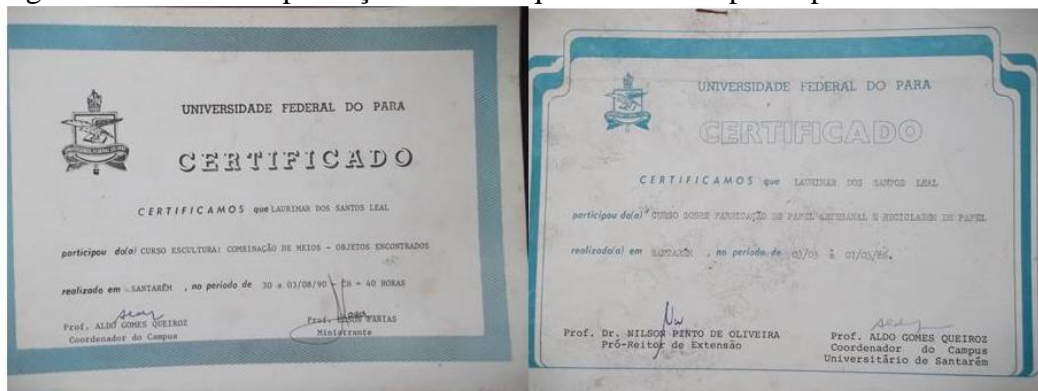 UNIVERSIDADE FEDERAL DO PARA
CERTIFICADO
CERTIFICAMOS que LAURIMAR DOS SANTOS LEAL
participou do(a) CURSO ESCULTURA: COMBINAÇÃO DE MEIOS - OBJETOS ENCONTRADOS
realizado em SANTARÉM , no período de 30 a 03/08/90 - CH = 40 HORAS
Prof. ALDO GOMES QUEIROZ
Coordenador do Campus
Prof. FARIAS
Ministrante
UNIVERSIDADE FEDERAL DO PARA
CERTIFICADO
CERTIFICAMOS que LAURIMAR DOS SANTOS LEAL
participou do(a) CURSO SOBRE FABRICAÇÃO DE PAPEL ARTESANAL E RECICLAGEM DE PAPEL
realizado(a) em SANTARÉM , no período de 03/03 à 07/03/86.
Prof. Dr. NILSON PINTO DE OLIVEIRA
Pró-Reitor de Extensão
Prof. ALDO GOMES QUEIROZ
Coordenador do Campus
Universitário de Santarém